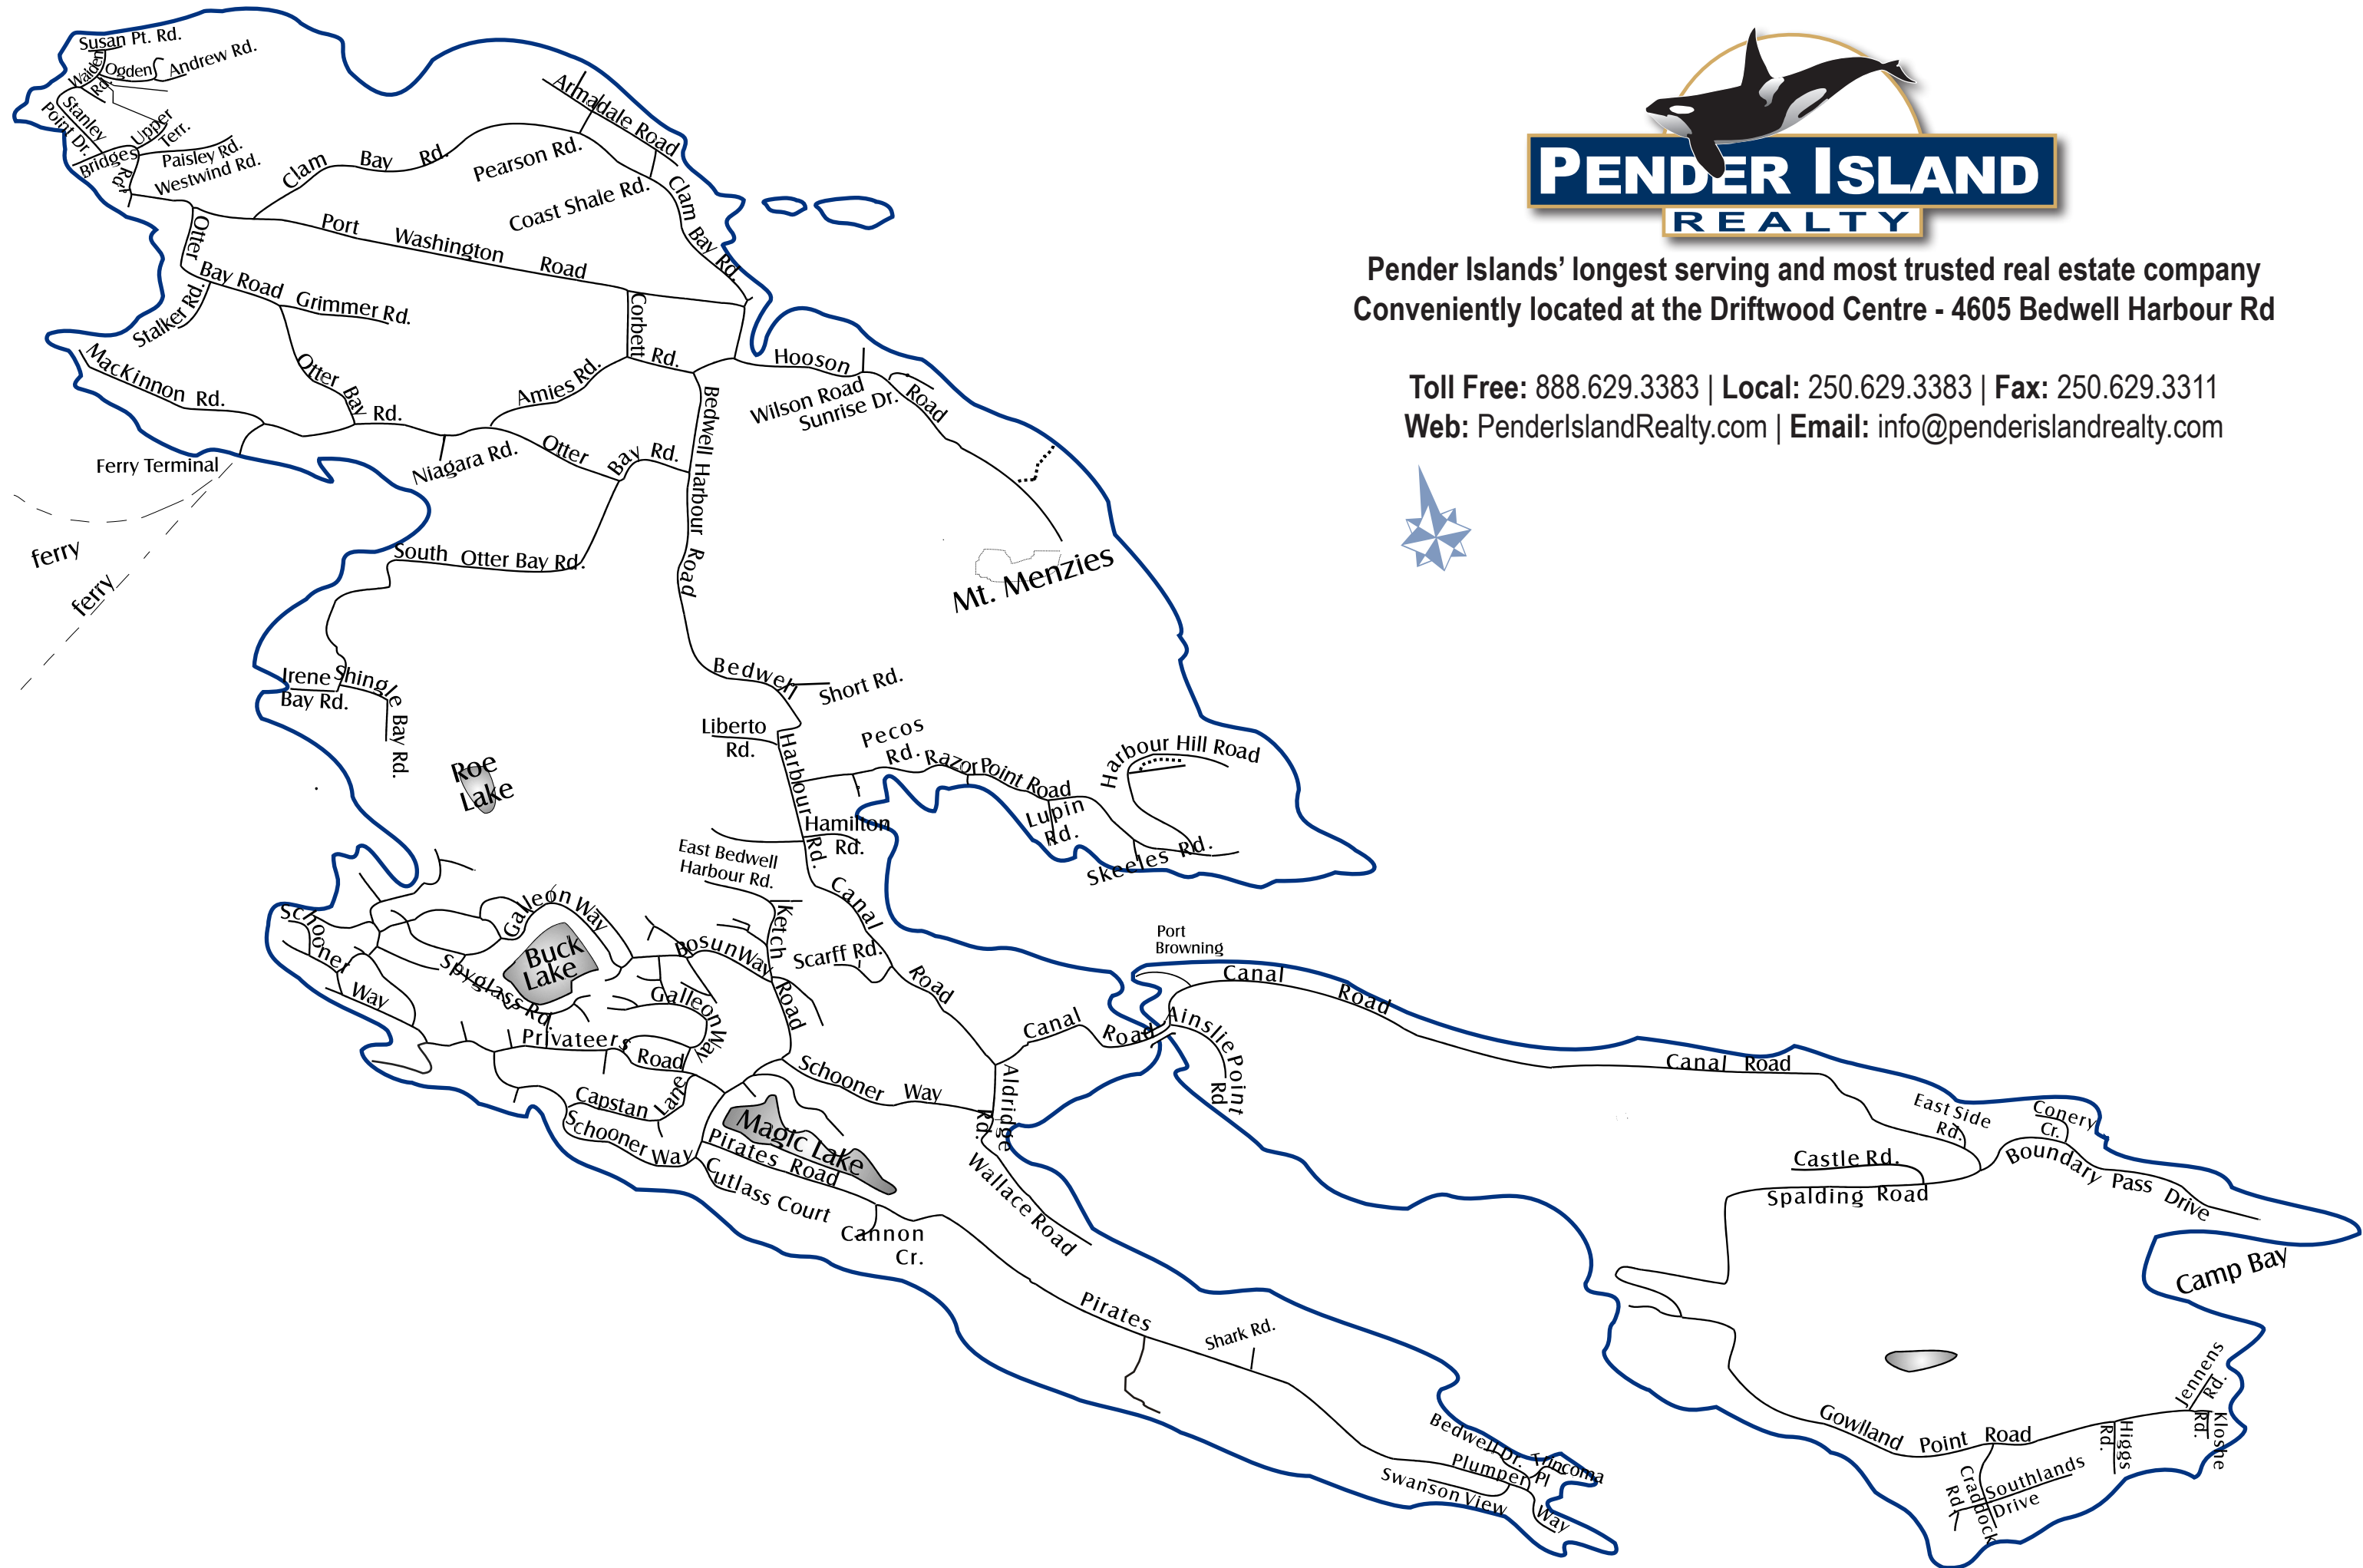 PENDER ISLAND
REALTY
Pender Islands’ longest serving and most trusted real estate company
Conveniently located at the Driftwood Centre - 4605 Bedwell Harbour Rd
Toll Free: 888.629.3383 | Local: 250.629.3383 | Fax: 250.629.3311
Web: PenderIslandRealty.com | Email: info@penderislandrealty.com
Susan Pt. Rd.
Walden
Rd.
Ogden
Andrew Rd.
Stanley
Point Dr.
Upper
Terr.
Bridges
Rd.
Paisley Rd.
Westwind Rd.
Clam Bay Rd.
Armadale Road
Pearson Rd.
Coast Shale Rd.
Clam Bay Rd.
Port Washington Road
Otter
Bay Road
Grimmer Rd.
Stalker Rd.
MacKinnon Rd.
Otter Bay Rd.
Corbett
Rd.
Amies Rd.
Hooson
Road
Wilson Road
Sunrise Dr.
Ferry Terminal
Niagara Rd.
Otter Bay Rd.
Bedwell Harbour Road
ferry
ferry
South Otter Bay Rd.
Mt. Menzies
Irene
Bay Rd.
Shingle Bay Rd.
Bedwell
Short Rd.
Liberto
Rd.
Harbour Rd.
Pecos
Rd.
Razor Point Road
Harbour Hill Road
Roe
Lake
Lupin
Rd.
Hamilton
Rd.
Skeeles Rd.
East Bedwell
Harbour Rd.
Canal
Road
Galleon Way
Schooner
Way
Buck
Lake
Spyglass Rd.
Bosun Way
Ketch
Road
Scarff Rd.
Port
Browning
Canal Road
Galleon Way
Privateers Road
Canal Road
Ainslie Point
Rd
Canal Road
Schooner Way
Capstan Lane
Aldridge
Rd.
Schooner Way
Magic Lake
Pirates Road
Cutlass Court
Wallace Road
Cannon
Cr.
East Side
Rd.
Conery
Cr.
Castle Rd.
Boundary Pass Drive
Spalding Road
Camp Bay
Pirates
Shark Rd.
Jennens
Rd.
Gowlland Point Road
Kloshe
Rd.
Higgs
Rd.
Bedwell Dr.
Trincoma
Pl
Plumper
Way
Swanson View
Craddock
Rd.
Southlands
Drive